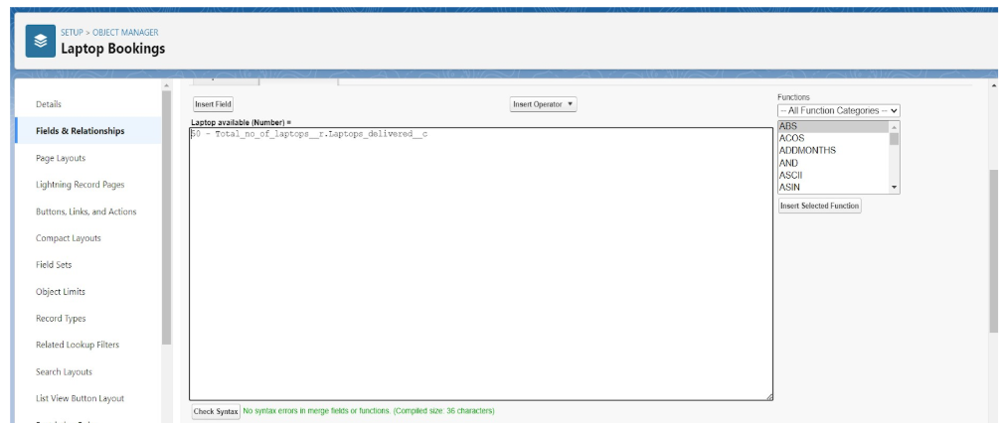 SETUP > OBJECT MANAGER
Laptop Bookings
Details
Fields & Relationships
Page Layouts
Lightning Record Pages
Buttons, Links, and Actions
Compact Layouts
Field Sets
Object Limits
Record Types
Related Lookup Filters
Search Layouts
List View Button Layout
Insert Field
Insert Operator ▼
Laptop available (Number) =
50 - Total_no_of_laptops__r.Laptops_delivered__c
Functions
-- All Function Categories --
ABS
ACOS
ADDMONTHS
AND
ASCII
ASIN
Insert Selected Function
Check Syntax No syntax errors in merge fields or functions. (Compiled size: 36 characters)